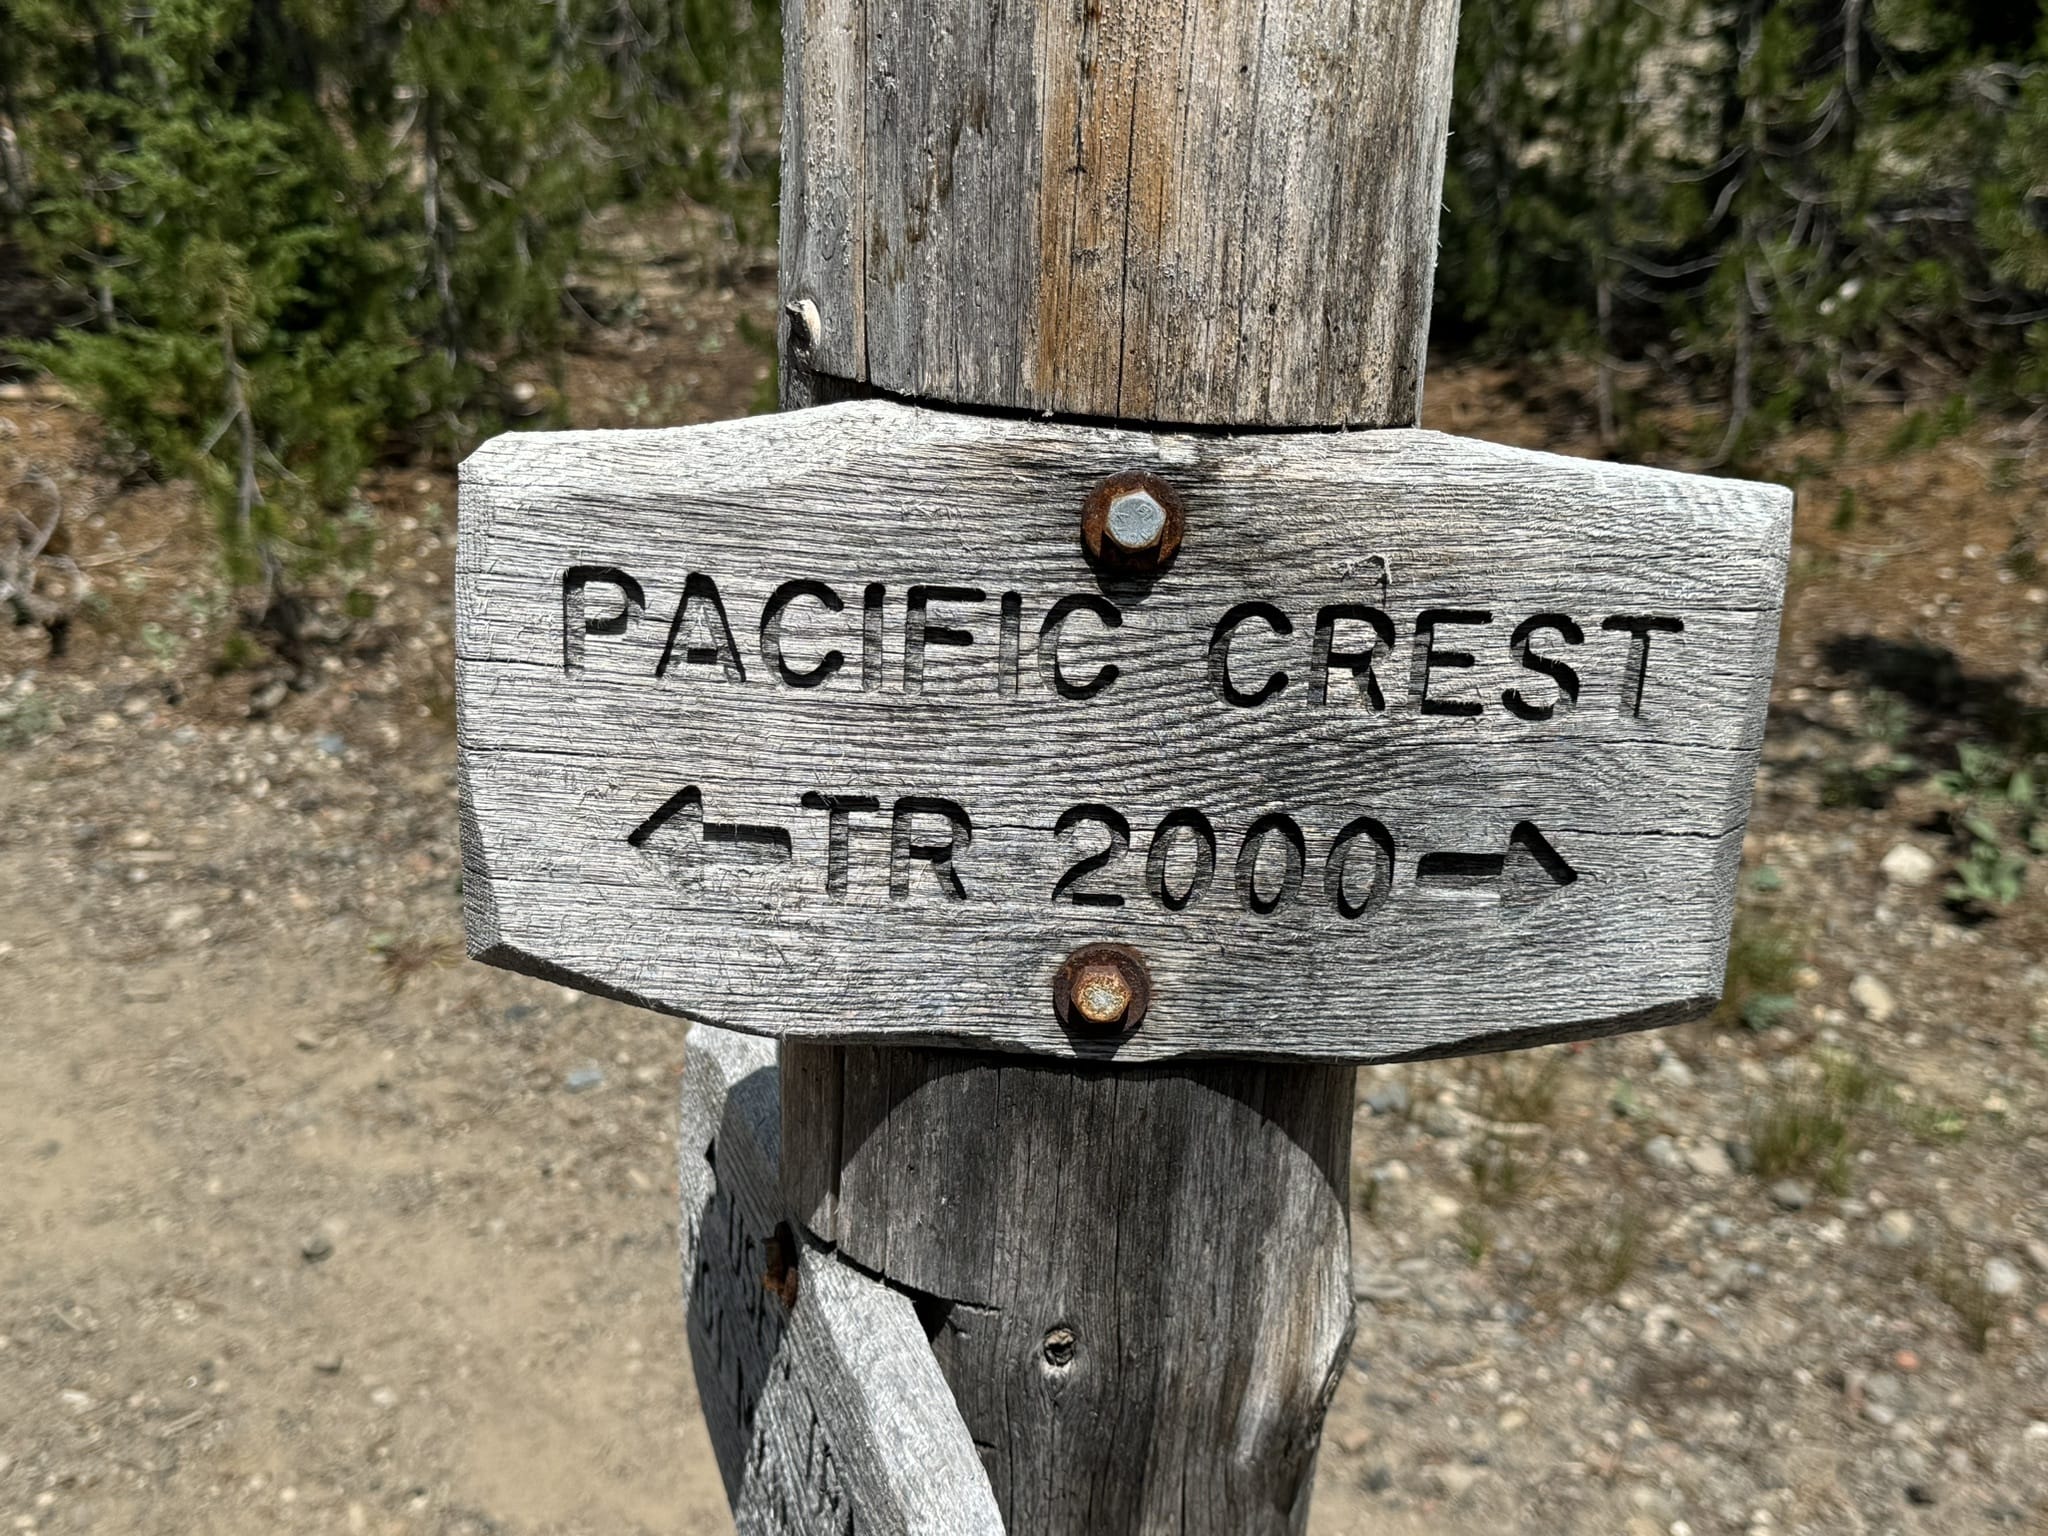 PACIFIC CREST
← TR 2000 →